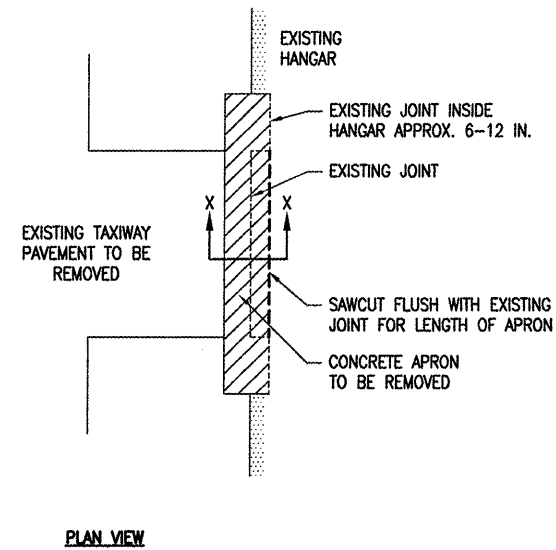 EXISTING
HANGAR
EXISTING JOINT INSIDE
HANGAR APPROX. 6-12 IN.
EXISTING JOINT
X X
EXISTING TAXIWAY
PAVEMENT TO BE
REMOVED
SAWCUT FLUSH WITH EXISTING
JOINT FOR LENGTH OF APRON
CONCRETE APRON
TO BE REMOVED
PLAN VIEW